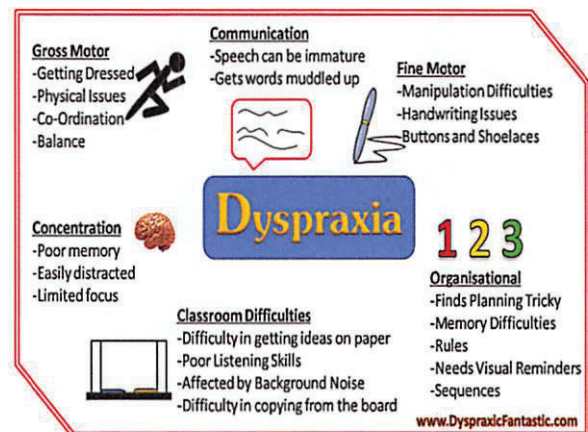 Gross Motor
-Getting Dressed
-Physical Issues
-Co-Ordination
-Balance
Communication
-Speech can be immature
-Gets words muddled up
Fine Motor
-Manipulation Difficulties
-Handwriting Issues
-Buttons and Shoelaces
Dyspraxia
Concentration
-Poor memory
-Easily distracted
-Limited focus
1 2 3
Organisational
-Finds Planning Tricky
-Memory Difficulties
-Rules
-Needs Visual Reminders
-Sequences
Classroom Difficulties
-Difficulty in getting ideas on paper
-Poor Listening Skills
-Affected by Background Noise
-Difficulty in copying from the board
www.DyspraxicFantastic.com